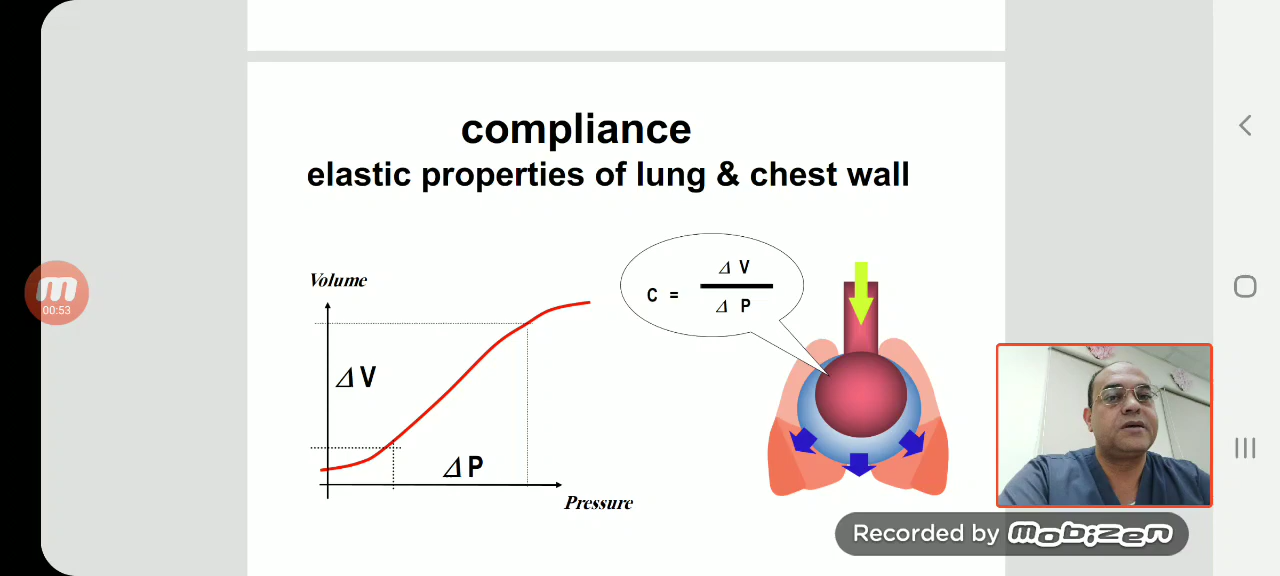 compliance
elastic properties of lung & chest wall
Volume
Δ V
C =
Δ P
00:53
Δ V
Δ P
Pressure
Recorded by mobizen